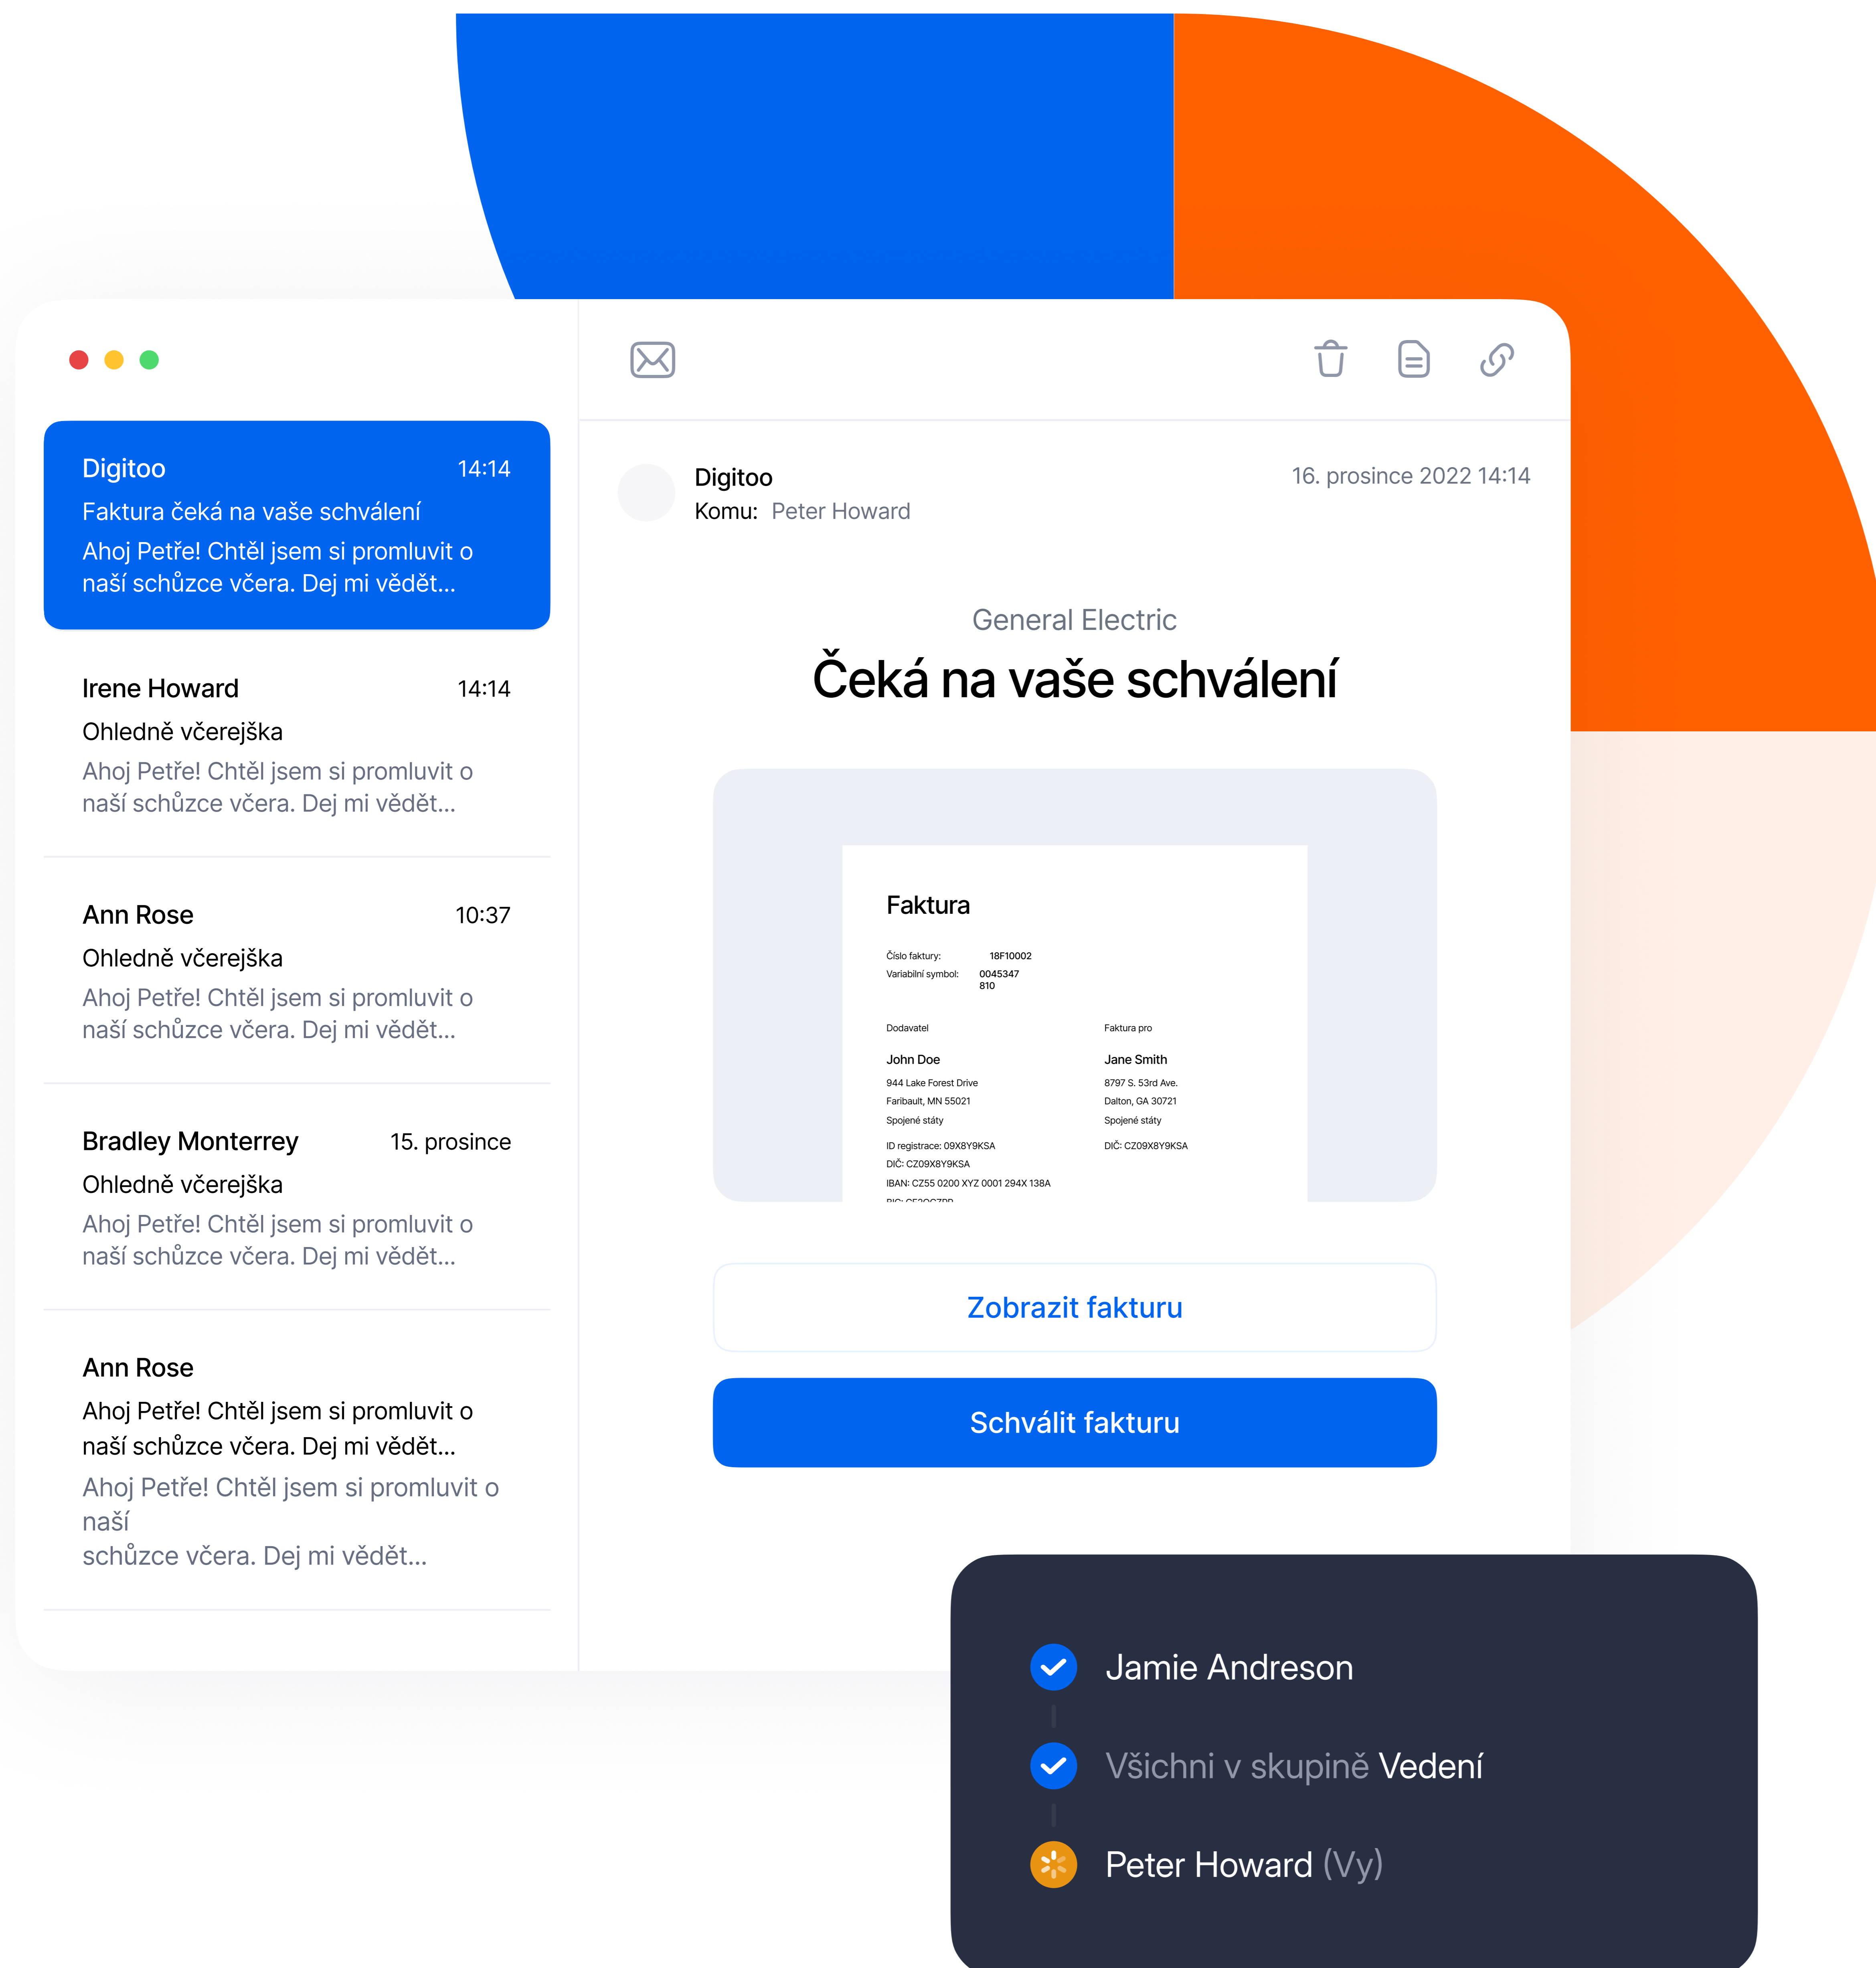 Digitoo 14:14
Faktura čeká na vaše schválení
Ahoj Petře! Chtěl jsem si promluvit o
naší schůzce včera. Dej mi vědět...
Irene Howard 14:14
Ohledně včerejška
Ahoj Petře! Chtěl jsem si promluvit o
naší schůzce včera. Dej mi vědět...
Ann Rose 10:37
Ohledně včerejška
Ahoj Petře! Chtěl jsem si promluvit o
naší schůzce včera. Dej mi vědět...
Bradley Monterrey 15. prosince
Ohledně včerejška
Ahoj Petře! Chtěl jsem si promluvit o
naší schůzce včera. Dej mi vědět...
Ann Rose
Ahoj Petře! Chtěl jsem si promluvit o
naší schůzce včera. Dej mi vědět...
Ahoj Petře! Chtěl jsem si promluvit o
naší
schůzce včera. Dej mi vědět...
Digitoo 16. prosince 2022 14:14
Komu: Peter Howard
General Electric
Čeká na vaše schválení
Faktura
Číslo faktury: 18F10002
Variabilní symbol: 0045347
810
Dodavatel Faktura pro
John Doe Jane Smith
944 Lake Forest Drive 8797 S. 53rd Ave.
Faribault, MN 55021 Dalton, GA 30721
Spojené státy Spojené státy
ID registrace: 09X8Y9KSA DIČ: CZ09X8Y9KSA
DIČ: CZ09X8Y9KSA
IBAN: CZ55 0200 XYZ 0001 294X 138A
Zobrazit fakturu
Schválit fakturu
Jamie Andreson
Všichni v skupině Vedení
Peter Howard (Vy)